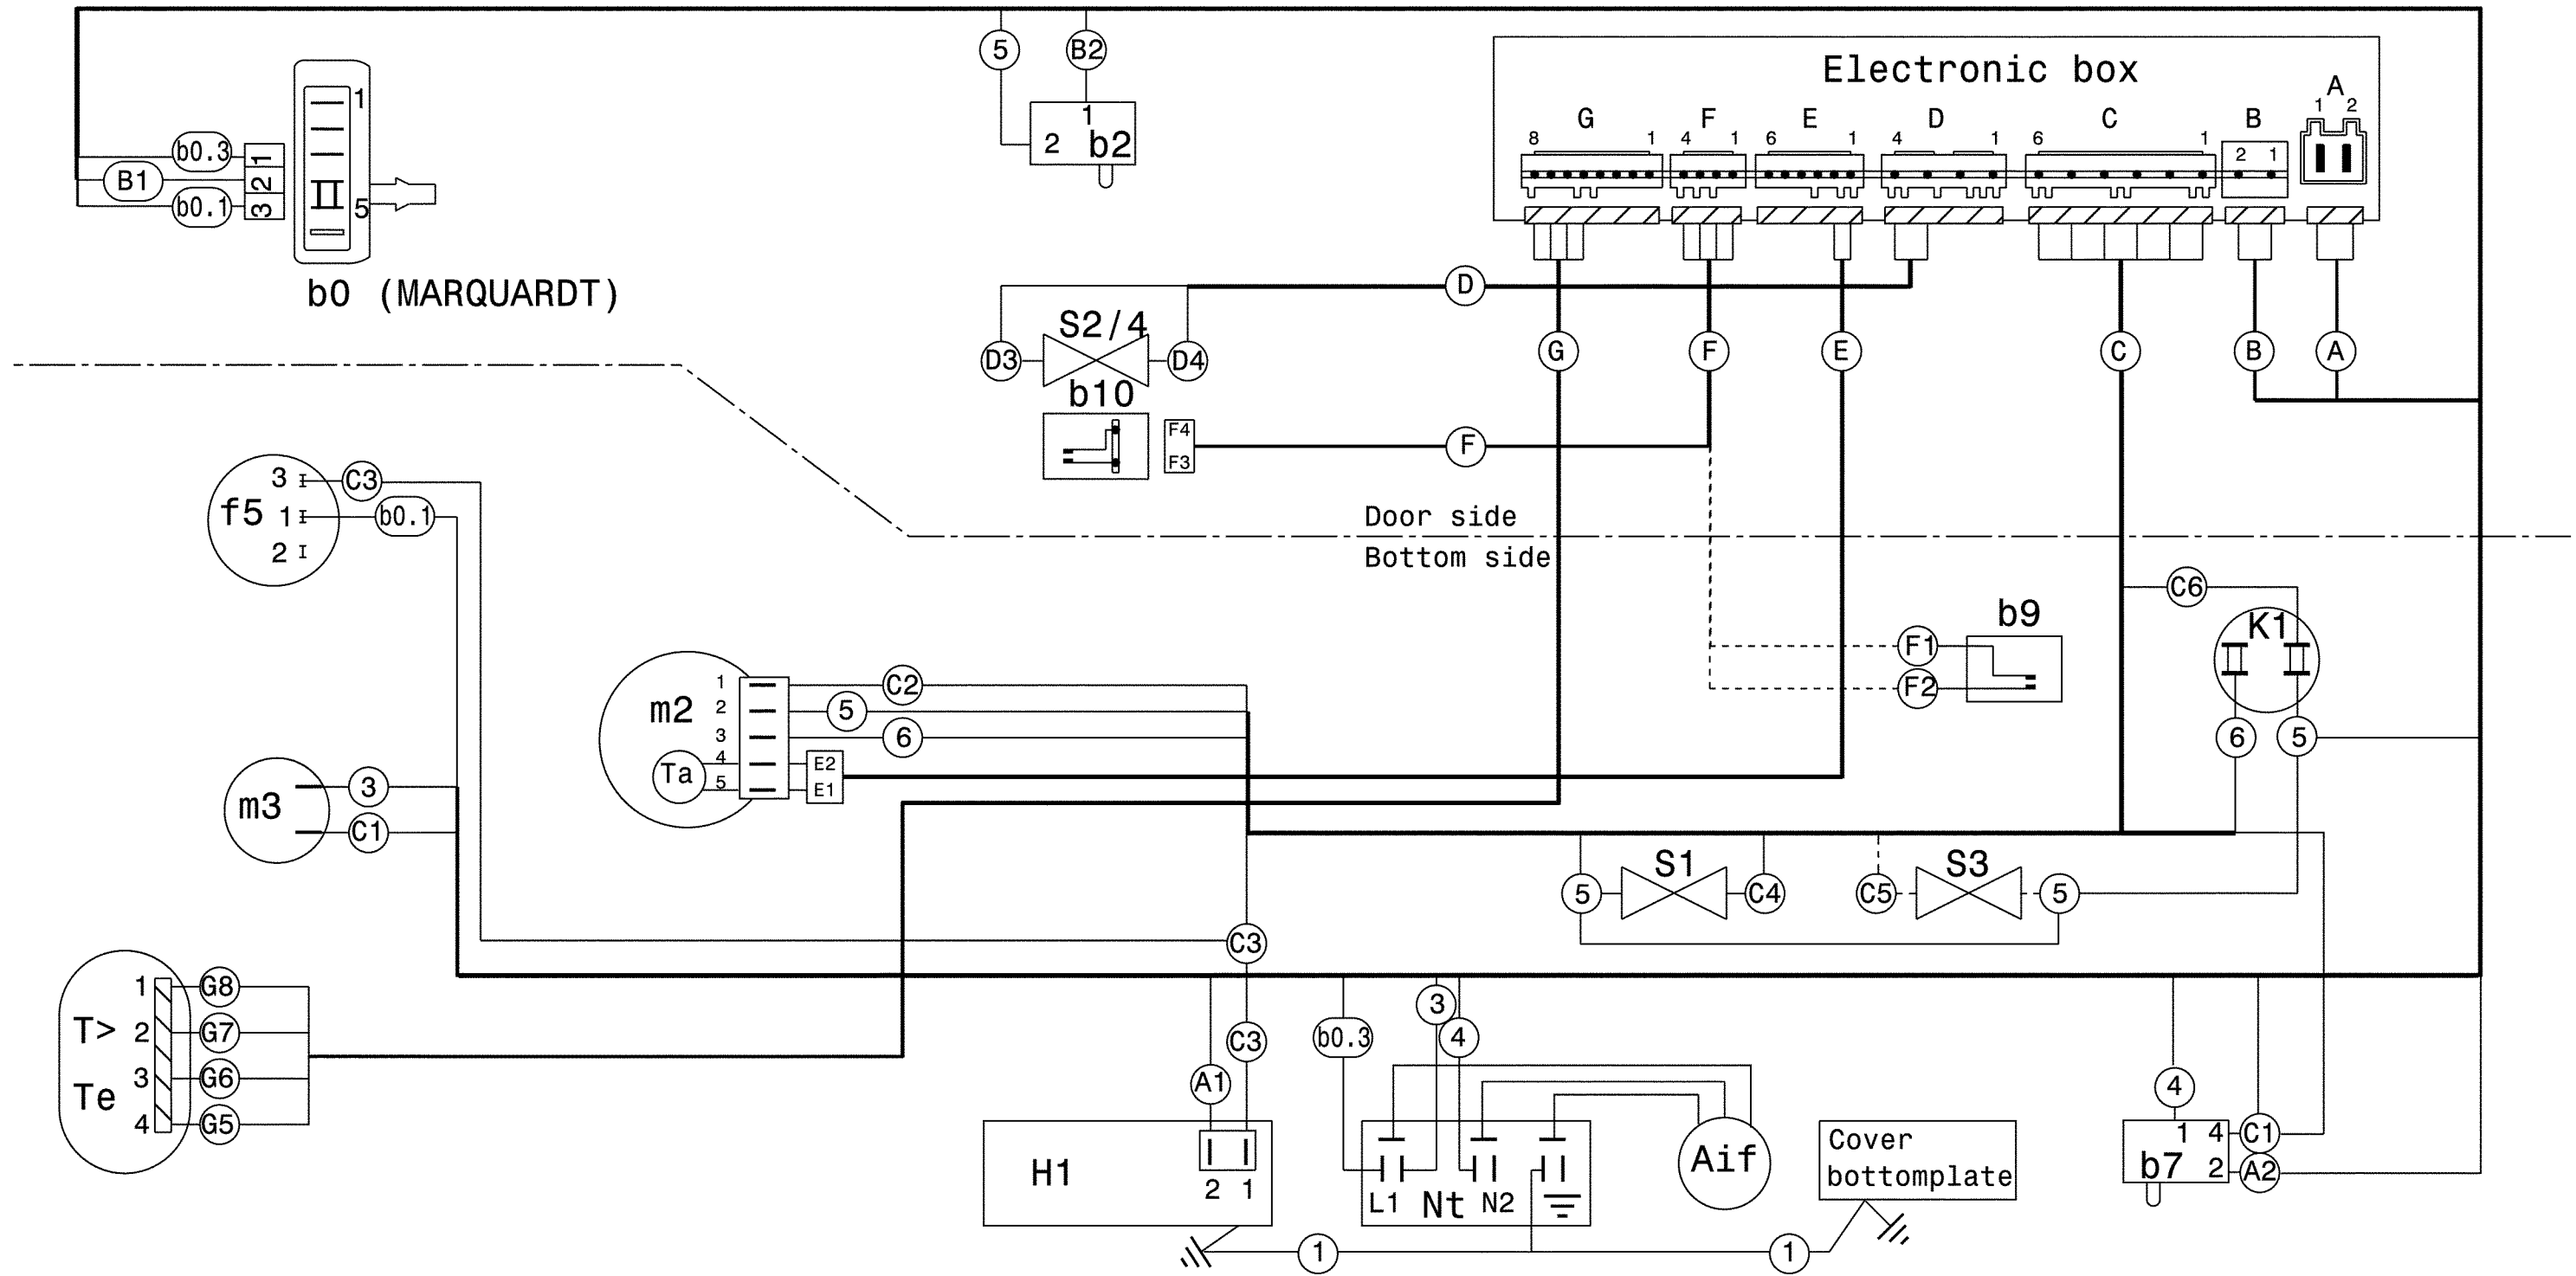 5 B2
1
2 b2
Electronic box
G F E D C B A
8 1 4 1 6 1 4 1 6 1 2 1 1 2
b0.3 1
B1 2
b0.1 3
1
5
b0 (MARQUARDT)
D
S2/4
D3 D4
G F E C B A
b10
F4
F3
F
f5
3 C3
1 b0.1
2
Door side
Bottom side
C6
K1
b9
F1
F2
6 5
m2
1 C2
2 5
3 6
Ta 4 E2
5 E1
m3
3
C1
S1
5 C4
S3
C5 5
C3
T>
Te
1 G8
2 G7
3 G6
4 G5
A1 C3
b0.3 3 4
4
H1
2 1
L1 Nt N2
Aif
Cover
bottomplate
1 4 C1
b7 2 A2
1 1